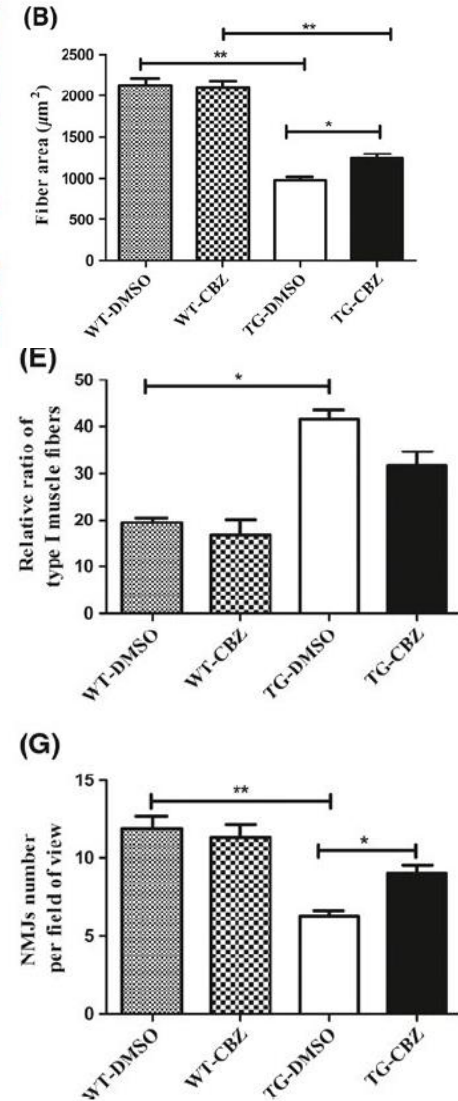 (B)
**
**
*
Fiber area (μm²)
2500
2000
1500
1000
500
0
WT-DMSO
WT-CBZ
TG-DMSO
TG-CBZ
(E)
*
Relative ratio of
type I muscle fibers
50
40
30
20
10
0
WT-DMSO
WT-CBZ
TG-DMSO
TG-CBZ
(G)
**
*
NMJs number
per field of view
15
10
5
0
WT-DMSO
WT-CBZ
TG-DMSO
TG-CBZ